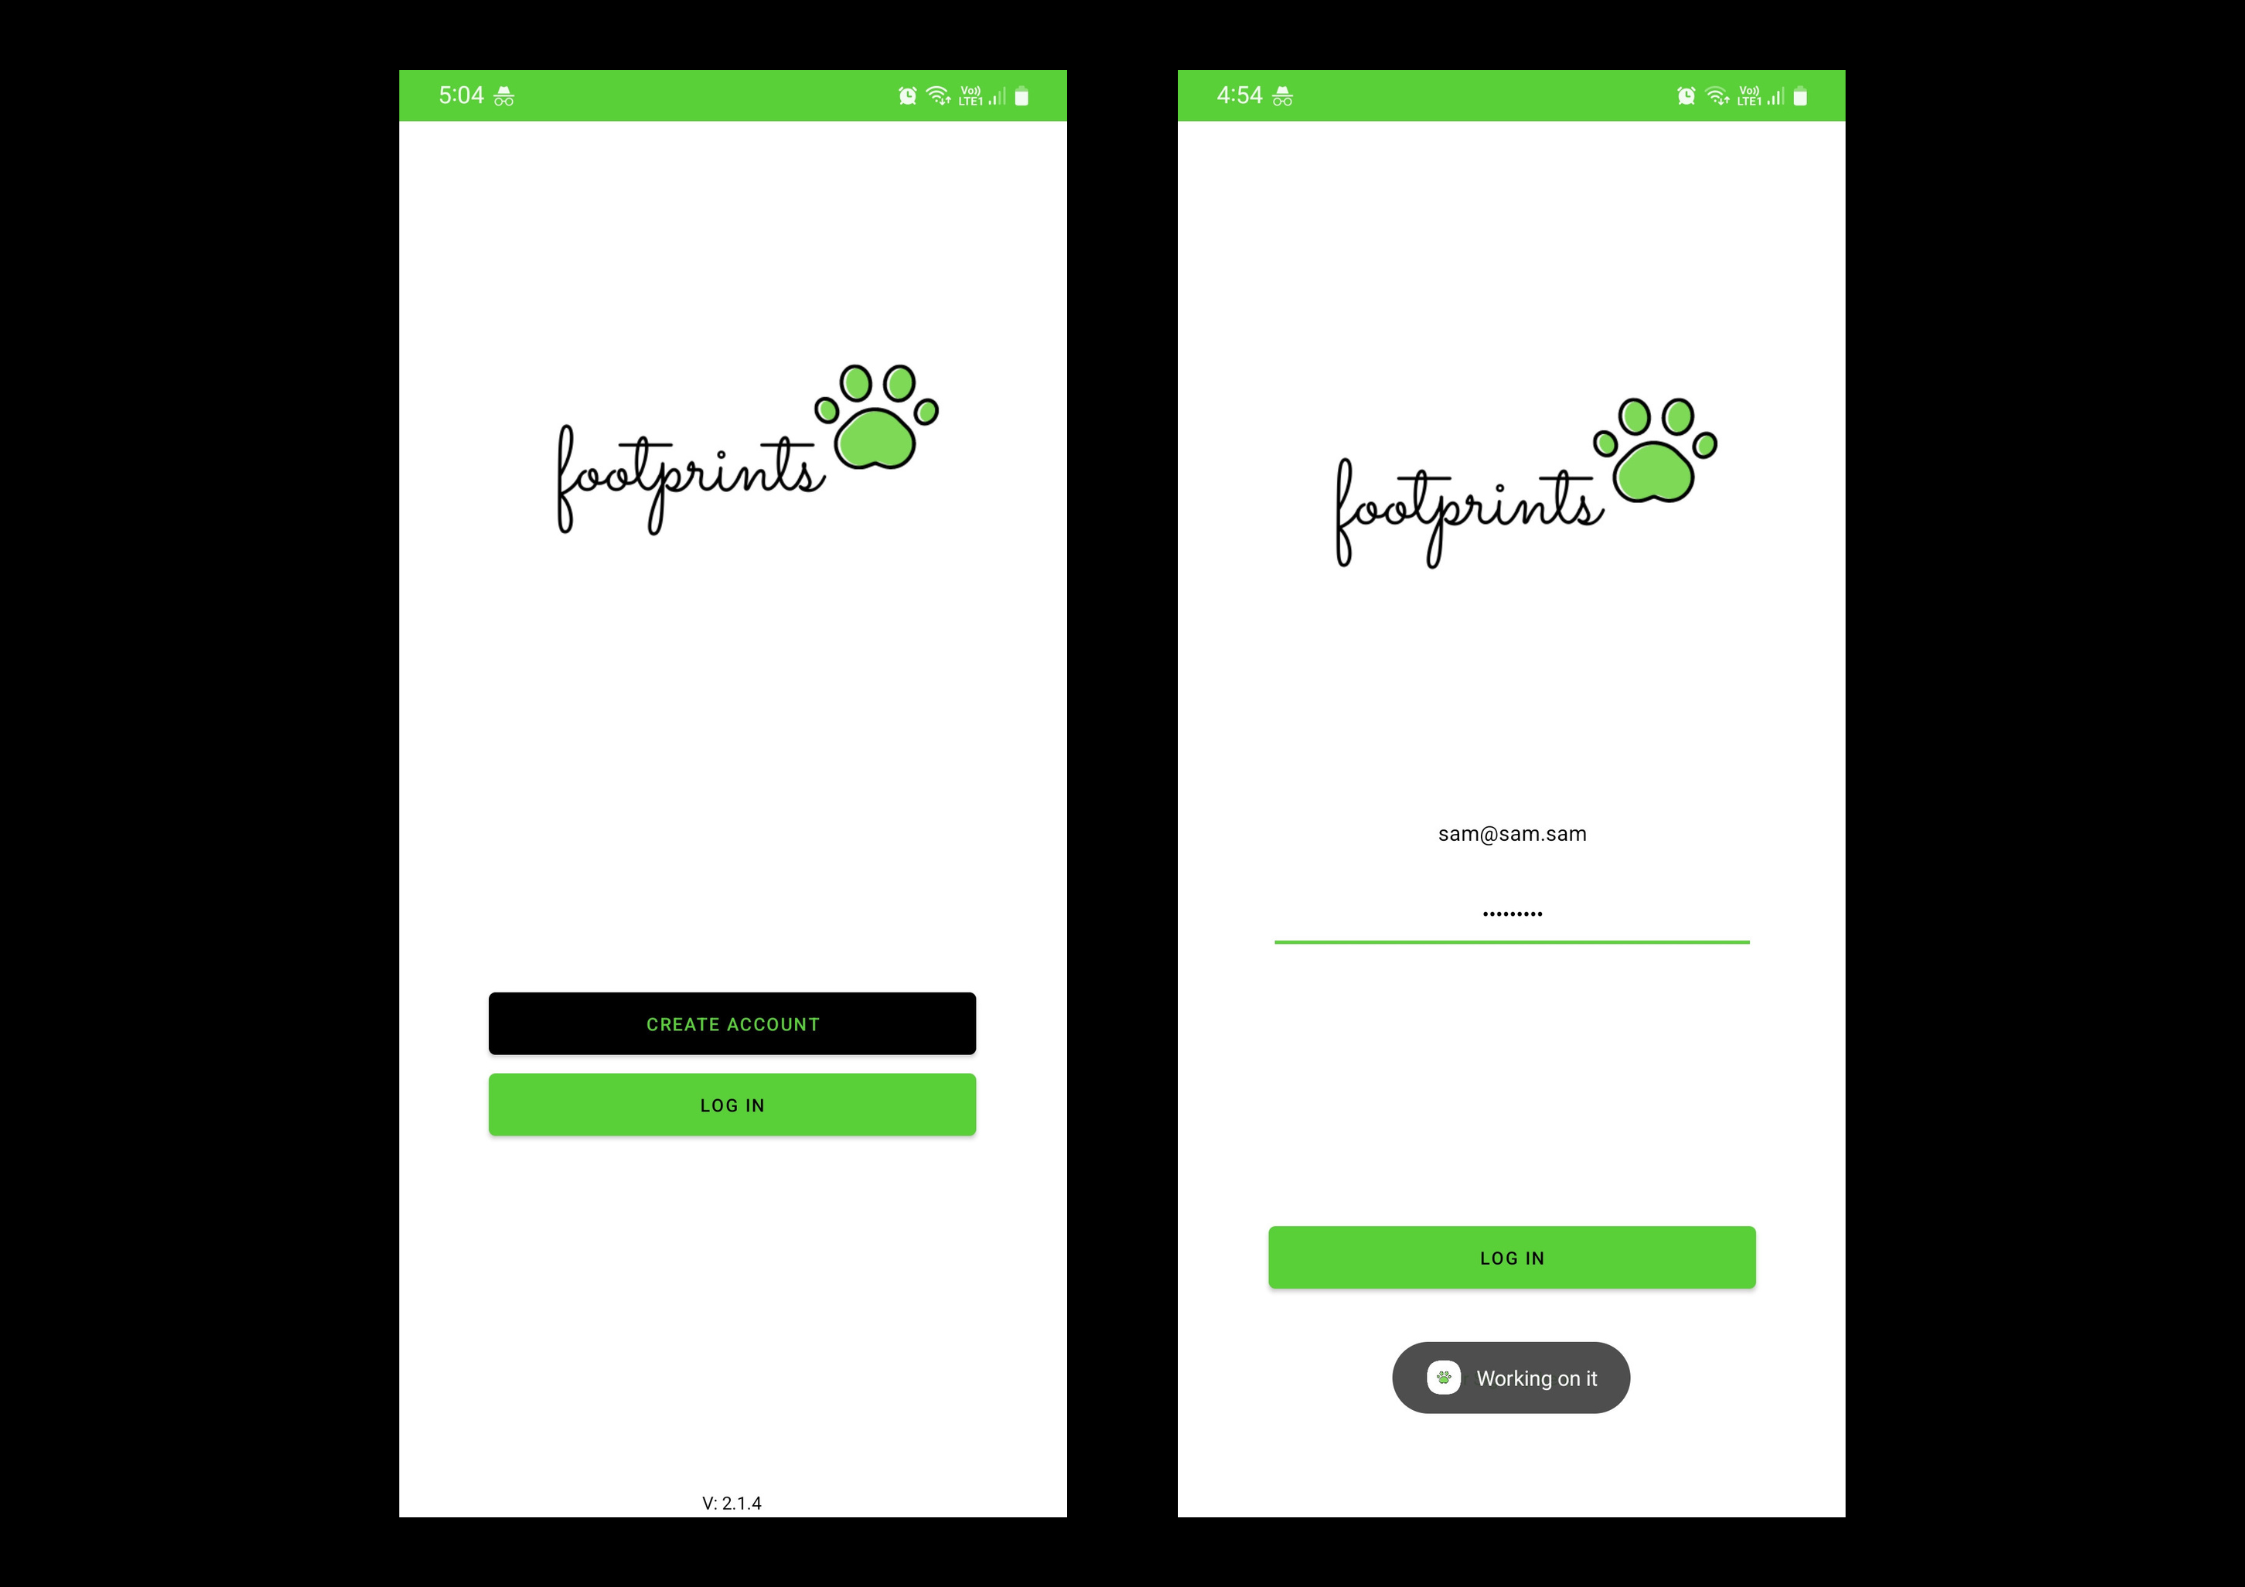 5:04
Vo))
LTE1
footprints
CREATE ACCOUNT
LOG IN
V: 2.1.4
4:54
Vo))
LTE1
footprints
sam@sam.sam
•••••••••
LOG IN
Working on it